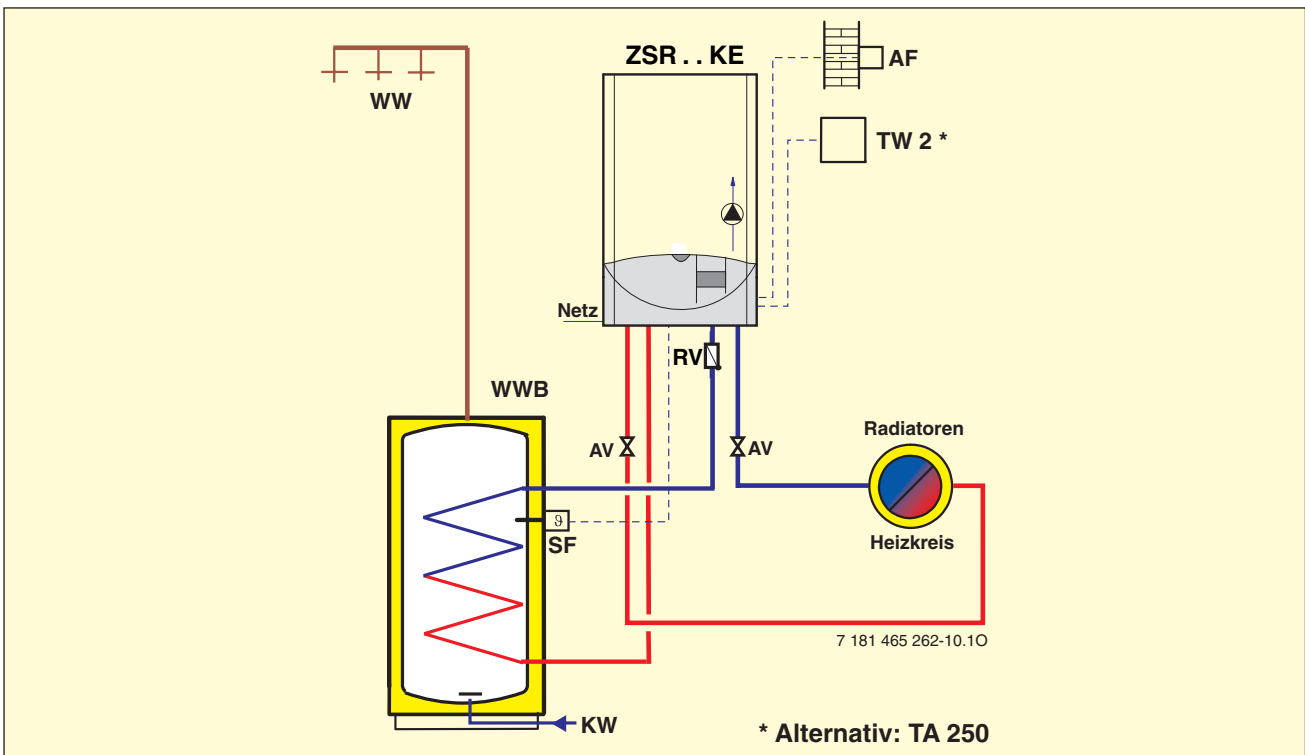 ZSR . . KE
AF
WW
TW 2 *
Netz
RV
WWB
AV
AV
Radiatoren
ϑ
SF
Heizkreis
7 181 465 262-10.1O
KW
* Alternativ: TA 250